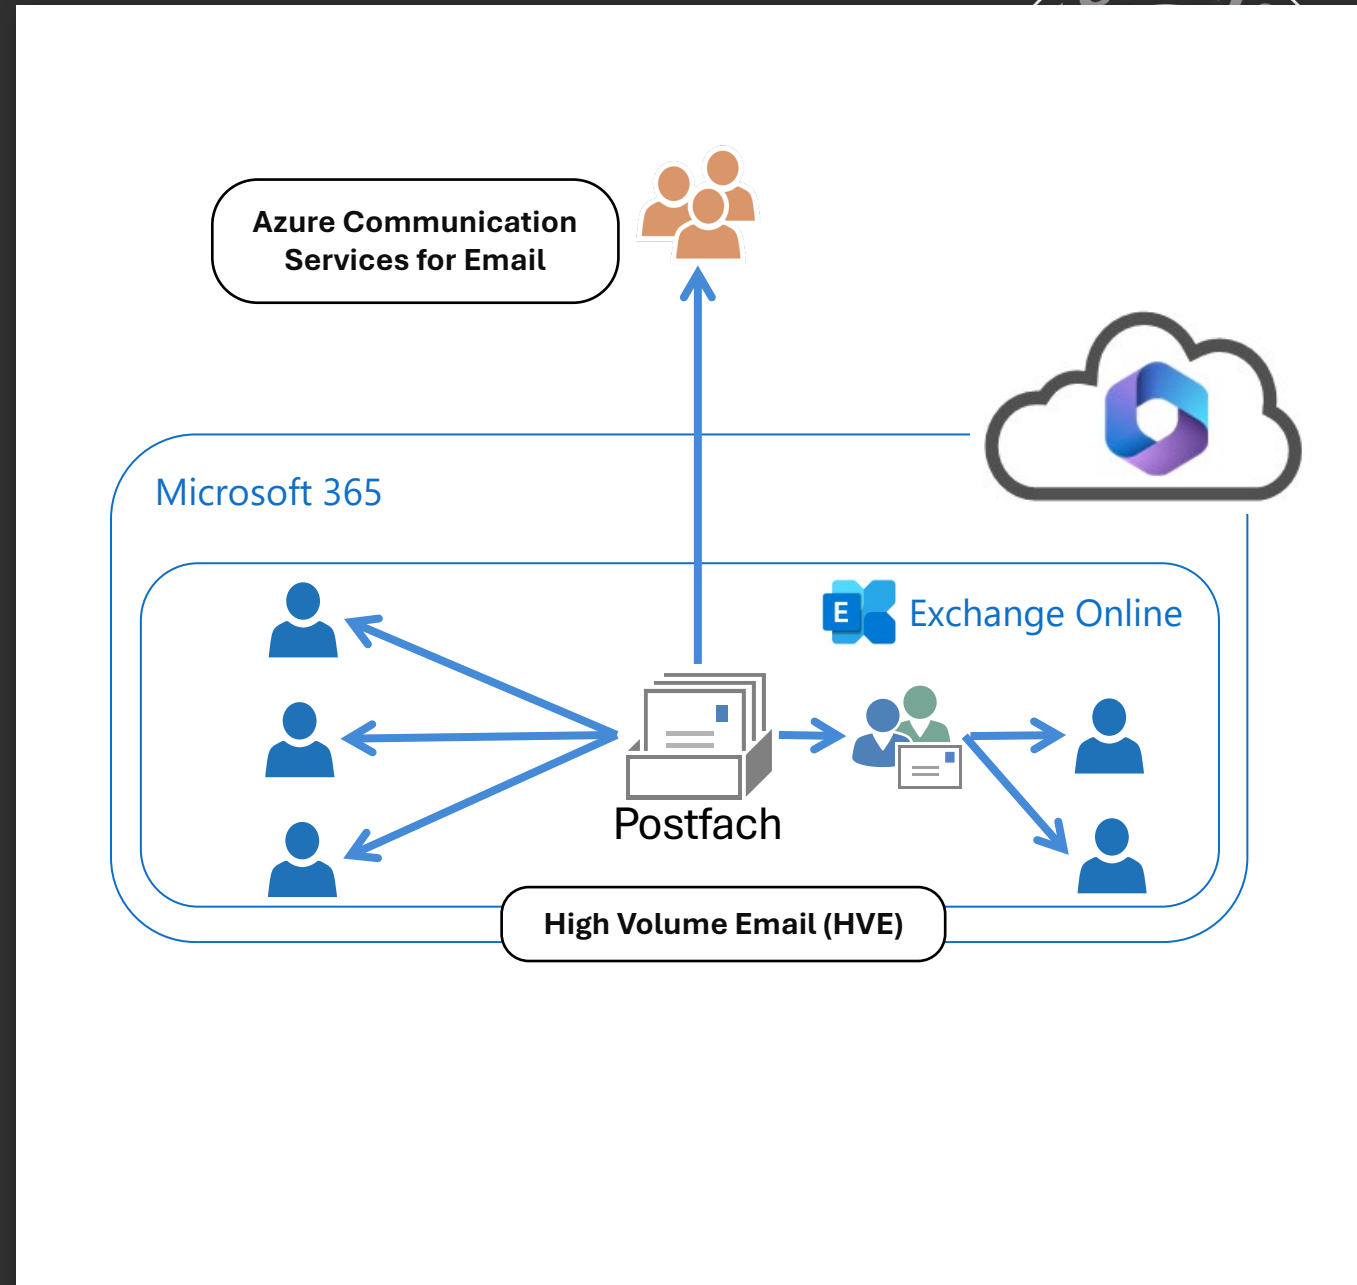 Azure Communication
Services for Email
Microsoft 365
E
Exchange Online
Postfach
High Volume Email (HVE)